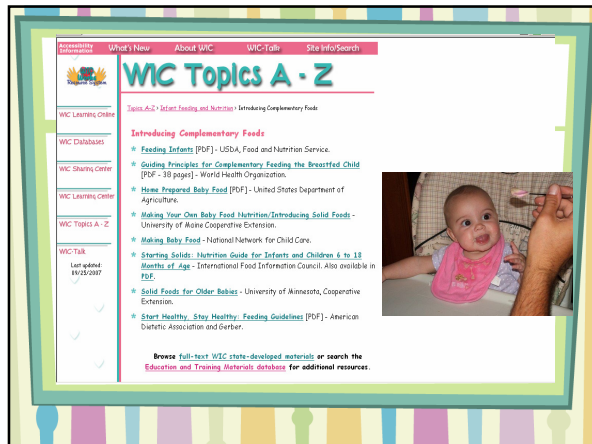 Accessibility
Information
What's New
About WIC
WIC-Talk
Site Info/Search
WIC Topics A - Z
WIC Learning Online
WIC Databases
WIC Sharing Center
WIC Learning Center
WIC Topics A - Z
WIC-Talk
Last updated:
09/25/2007
Topics A-Z > Infant Feeding and Nutrition > Introducing Complementary Foods
Introducing Complementary Foods
* Feeding Infants [PDF] - USDA, Food and Nutrition Service.
* Guiding Principles for Complementary Feeding the Breastfed Child
[PDF - 38 pages] - World Health Organization.
* Home Prepared Baby Food [PDF] - United States Department of
Agriculture.
* Making Your Own Baby Food Nutrition/Introducing Solid Foods -
University of Maine Cooperative Extension.
* Making Baby Food - National Network for Child Care.
* Starting Solids: Nutrition Guide for Infants and Children 6 to 18
Months of Age - International Food Information Council. Also available in
PDF.
* Solid Foods for Older Babies - University of Minnesota, Cooperative
Extension.
* Start Healthy, Stay Healthy: Feeding Guidelines [PDF] - American
Dietetic Association and Gerber.
Browse full-text WIC state-developed materials or search the
Education and Training Materials database for additional resources.